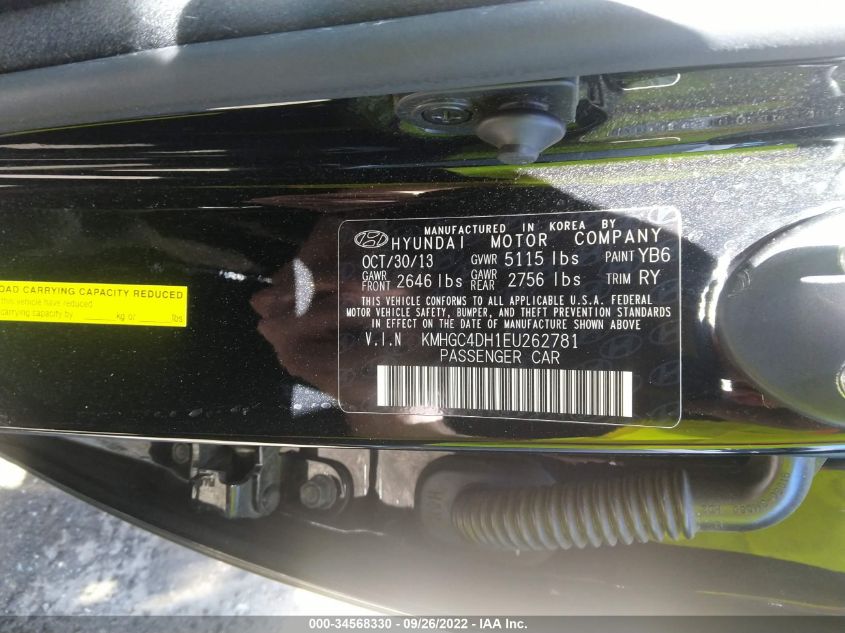 MANUFACTURED IN KOREA BY
HYUNDAI MOTOR COMPANY
OCT/30/13 GVWR 5115 lbs PAINT YB6
GAWR FRONT 2646 lbs GAWR REAR 2756 lbs TRIM RY
THIS VEHICLE CONFORMS TO ALL APPLICABLE U.S.A. FEDERAL
MOTOR VEHICLE SAFETY, BUMPER, AND THEFT PREVENTION STANDARDS
IN EFFECT ON THE DATE OF MANUFACTURE SHOWN ABOVE
V.I.N KMHGC4DH1EU262781
PASSENGER CAR
OAD CARRYING CAPACITY REDUCED
this vehicle have reduced
carrying capacity by ______kg or ______lbs
000-34568330 - 09/26/2022 - IAA Inc.